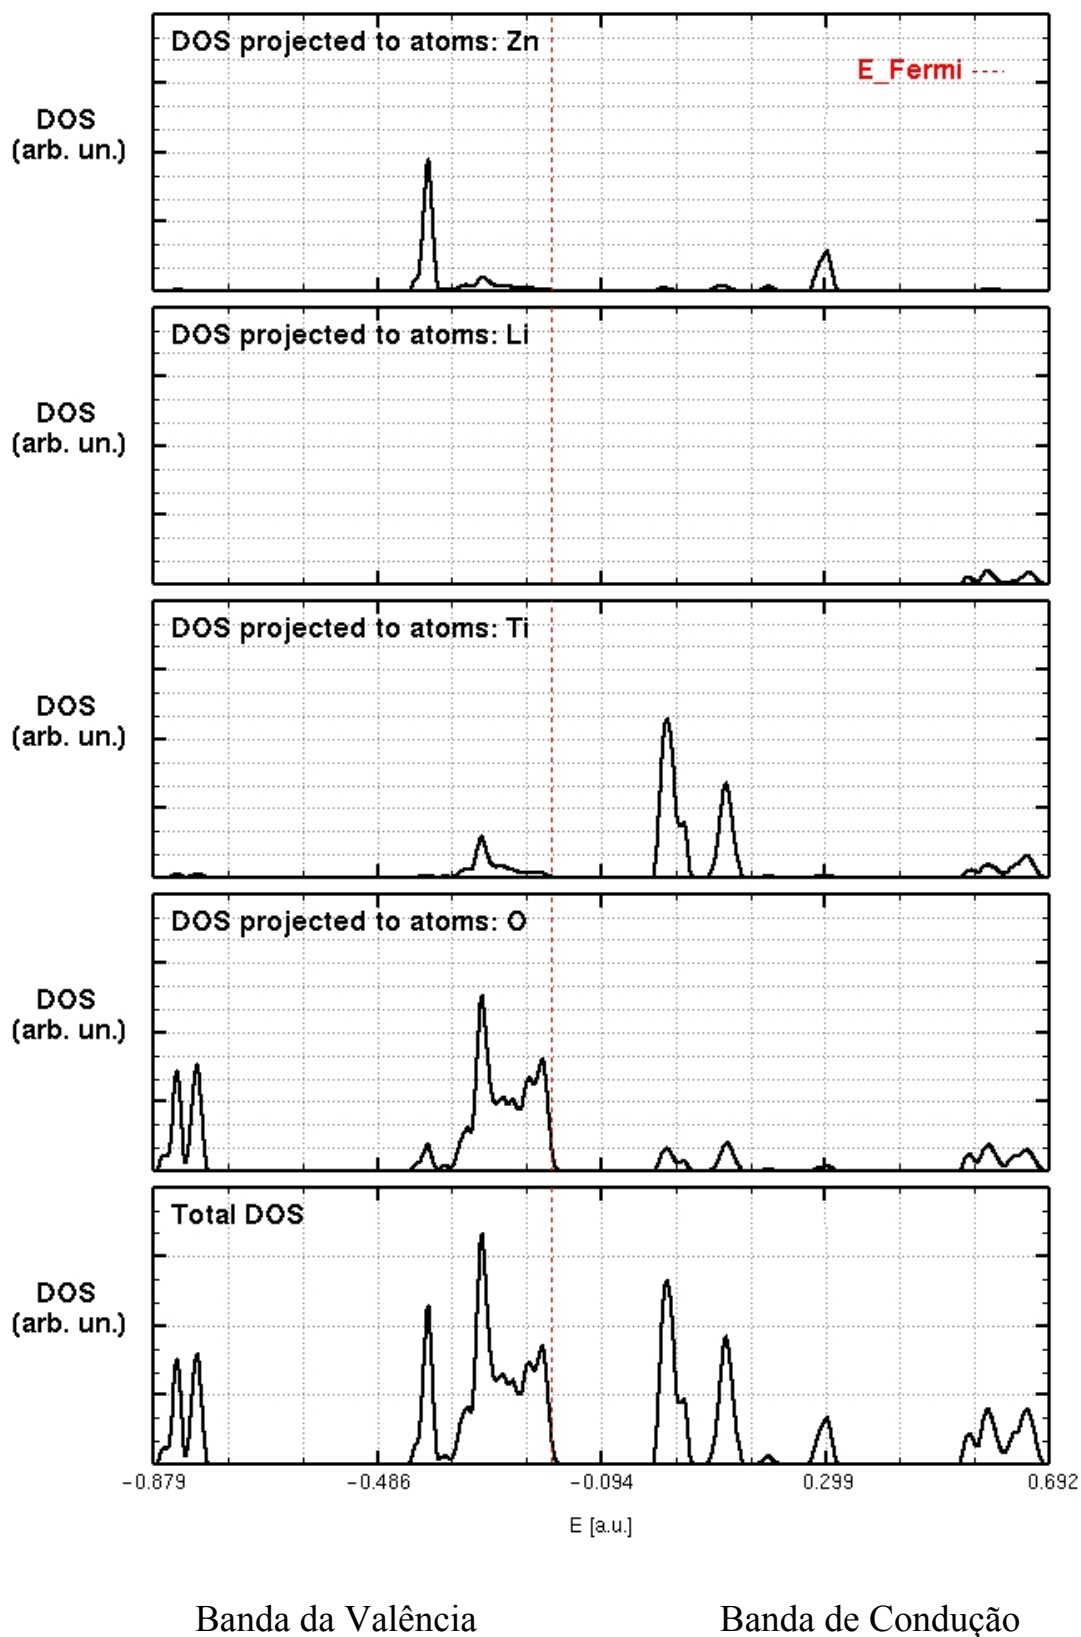 DOS projected to atoms: Zn
E_Fermi
DOS
(arb. un.)
DOS projected to atoms: Li
DOS
(arb. un.)
DOS projected to atoms: Ti
DOS
(arb. un.)
DOS projected to atoms: O
DOS
(arb. un.)
Total DOS
DOS
(arb. un.)
−0.879 −0.486 −0.094 0.299 0.692
E [a.u.]
Banda da Valência Banda de Condução